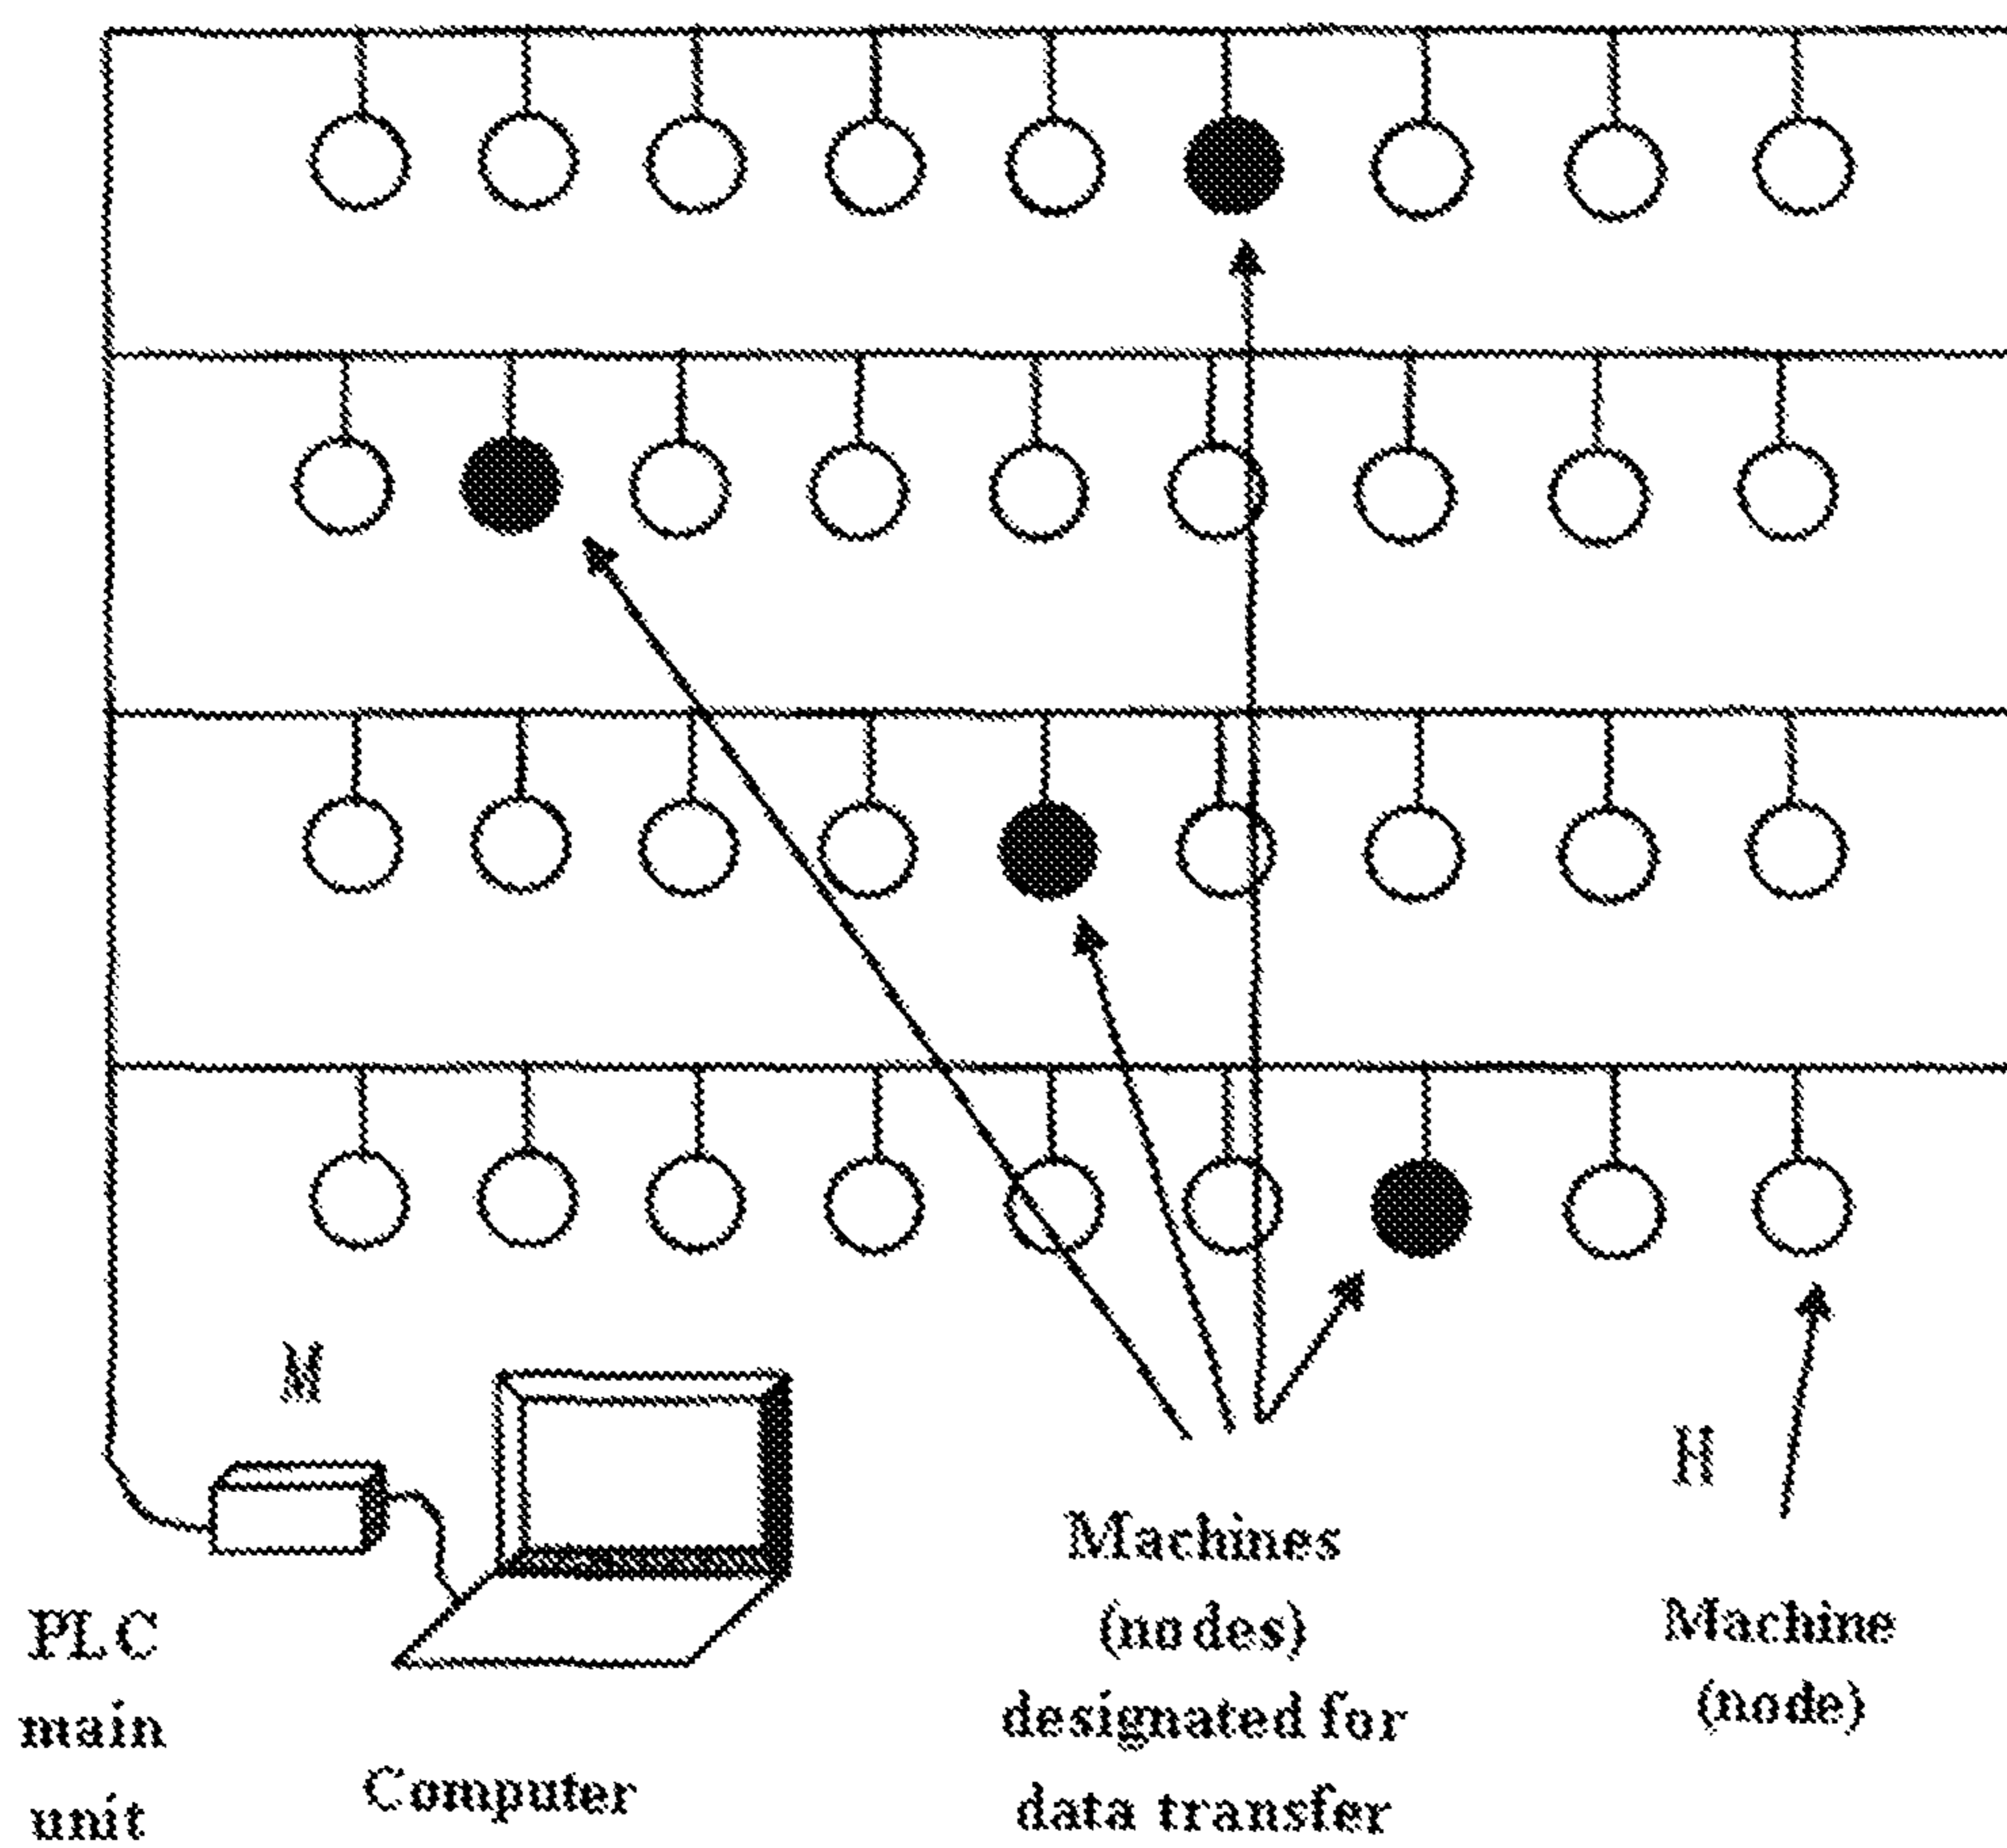 M
H
PLC
main
unit
Computer
Machines
(nodes)
designated for
data transfer
Machine
(node)